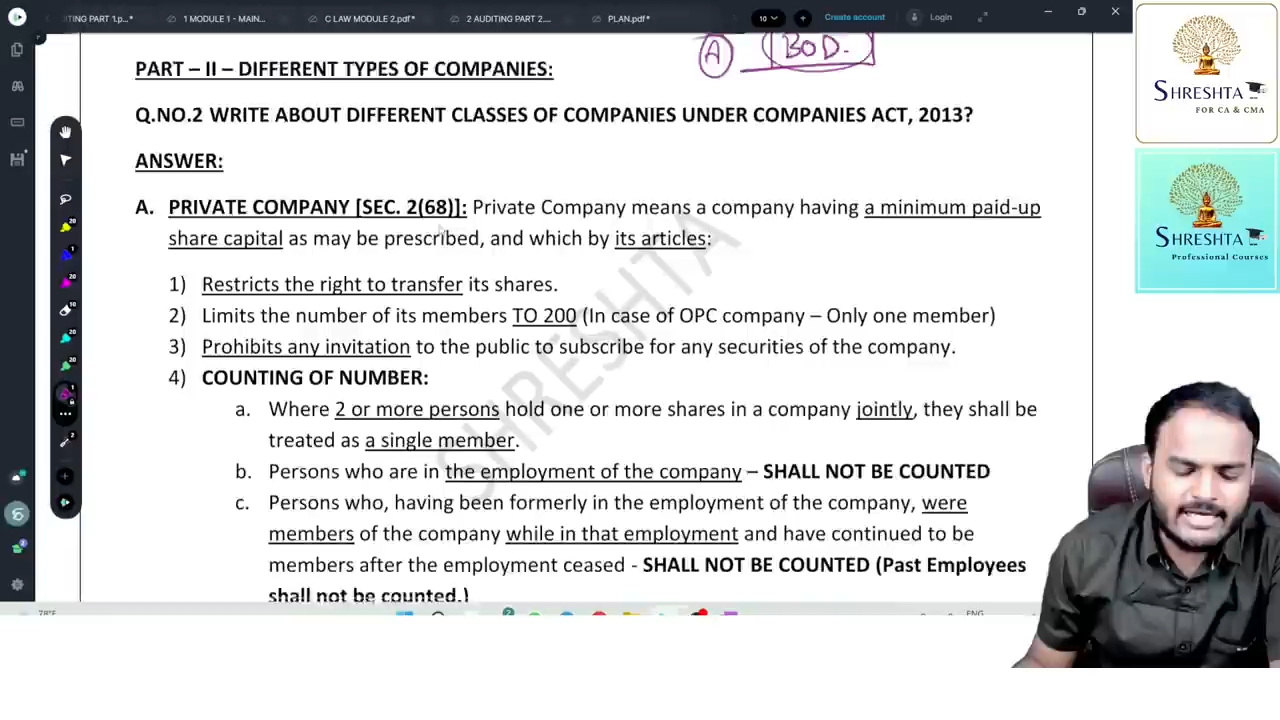 ITING PART 1.p...*
1 MODULE 1 - MAIN...
C LAW MODULE 2.pdf*
2 AUDITING PART 2....
PLAN.pdf*
10
Create account
Login
A BOD.
PART – II – DIFFERENT TYPES OF COMPANIES:
Q.NO.2 WRITE ABOUT DIFFERENT CLASSES OF COMPANIES UNDER COMPANIES ACT, 2013?
ANSWER:
A. PRIVATE COMPANY [SEC. 2(68)]: Private Company means a company having a minimum paid-up
share capital as may be prescribed, and which by its articles:
1) Restricts the right to transfer its shares.
2) Limits the number of its members TO 200 (In case of OPC company – Only one member)
3) Prohibits any invitation to the public to subscribe for any securities of the company.
4) COUNTING OF NUMBER:
a. Where 2 or more persons hold one or more shares in a company jointly, they shall be
treated as a single member.
b. Persons who are in the employment of the company – SHALL NOT BE COUNTED
c. Persons who, having been formerly in the employment of the company, were
members of the company while in that employment and have continued to be
members after the employment ceased - SHALL NOT BE COUNTED (Past Employees
shall not be counted.)
SHRESHTA
78°F
ENG
SHRESHTA
FOR CA & CMA
SHRESHTA
Professional Courses